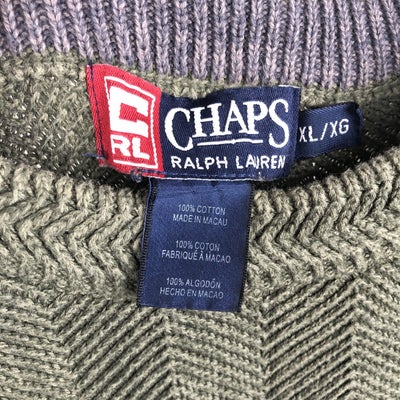 C
RL
CHAPS
RALPH LAUREN
XL/XG
100% COTTON
MADE IN MACAU
100% COTON
FABRIQUÉ À MACAO
100% ALGODÓN
HECHO EN MACAO